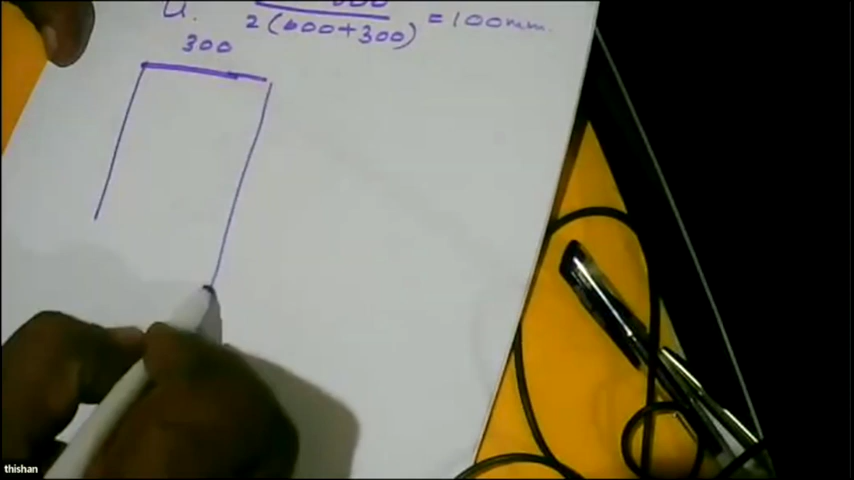 u.
2(600+300) = 100mm.
300
thishan